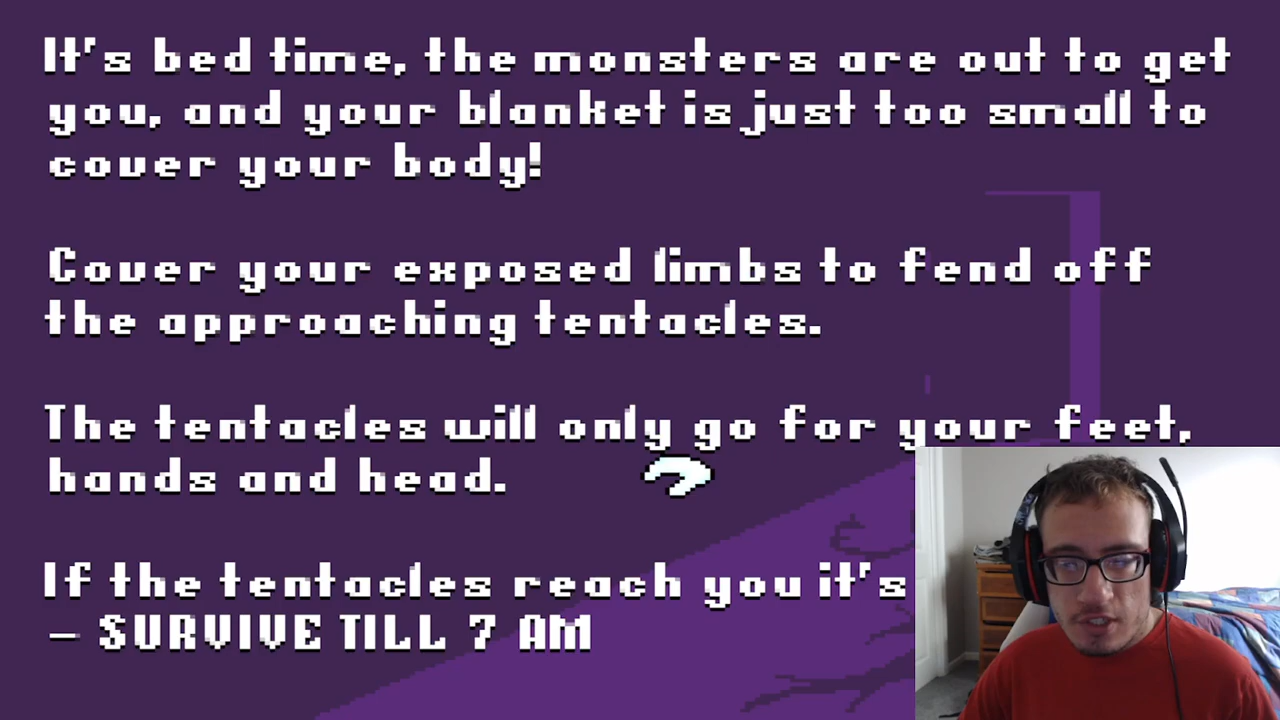 It's bed time, the monsters are out to get
you, and your blanket is just too small to
cover your body!
Cover your exposed limbs to fend off
the approaching tentacles.
The tentacles will only go for your feet,
hands and head.
If the tentacles reach you it's
- SURVIVE TILL 7 AM